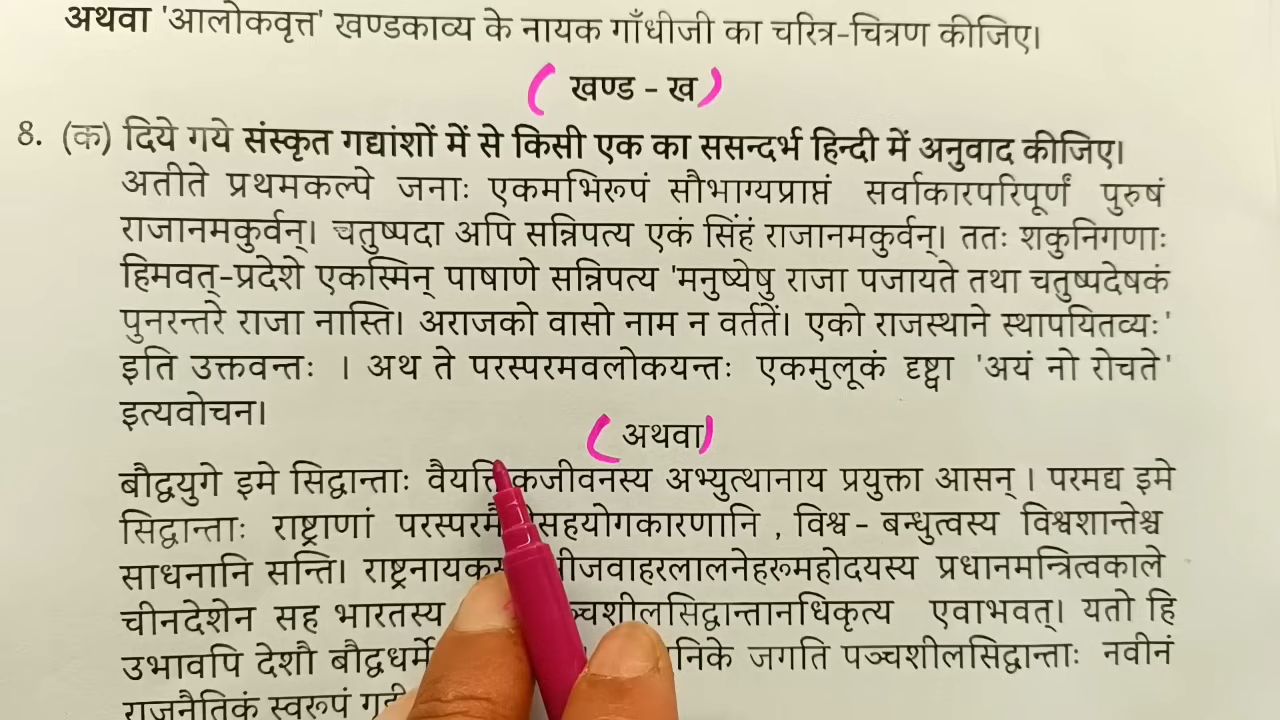 अथवा 'आलोकवृत्त' खण्डकाव्य के नायक गाँधीजी का चरित्र-चित्रण कीजिए।
( खण्ड - ख )
8. (क) दिये गये संस्कृत गद्यांशों में से किसी एक का ससन्दर्भ हिन्दी में अनुवाद कीजिए।
अतीते प्रथमकल्पे जनाः एकमभिरूपं सौभाग्यप्राप्तं सर्वाकारपरिपूर्णं पुरुषं
राजानमकुर्वन्। चतुष्पदा अपि सन्निपत्य एकं सिंहं राजानमकुर्वन्। ततः शकुनिगणाः
हिमवत्-प्रदेशे एकस्मिन् पाषाणे सन्निपत्य 'मनुष्येषु राजा पजायते तथा चतुष्पदेषकं
पुनरन्तरे राजा नास्ति। अराजको वासो नाम न वर्ततें। एको राजस्थाने स्थापयितव्यः'
इति उक्तवन्तः । अथ ते परस्परमवलोकयन्तः एकमुलूकं दृष्ट्वा 'अयं नो रोचते'
इत्यवोचन।
( अथवा )
बौद्वयुगे इमे सिद्वान्ताः कजीवनस्य अभ्युत्थानाय प्रयुक्ता आसन् । परमद्य इमे
सिद्वान्ताः राष्ट्राणां सहयोगकारणानि , विश्व - बन्धुत्वस्य विश्वशान्तेश्च
साधनानि सन्ति। राष्ट्रनायक जवाहरलालनेहरूमहोदयस्य प्रधानमन्त्रित्वकाले
चीनदेशेन सह भारतस्य शीलसिद्वान्तानधिकृत्य एवाभवत्। यतो हि
उभावपि देशौ जगति पञ्चशीलसिद्वान्ताः नवीनं
राजनैतिकं स्वरूपं